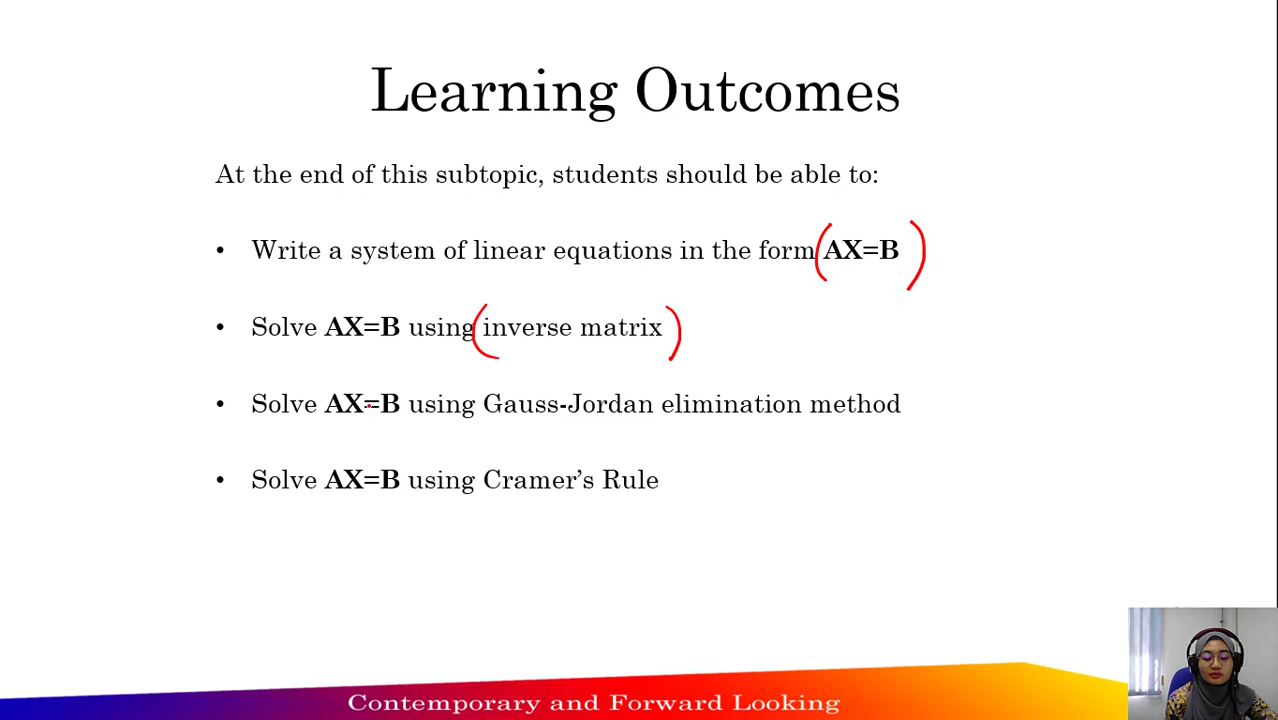 Learning Outcomes
At the end of this subtopic, students should be able to:
• Write a system of linear equations in the form AX=B
• Solve AX=B using inverse matrix
• Solve AX=B using Gauss-Jordan elimination method
• Solve AX=B using Cramer’s Rule
Contemporary and Forward Looking